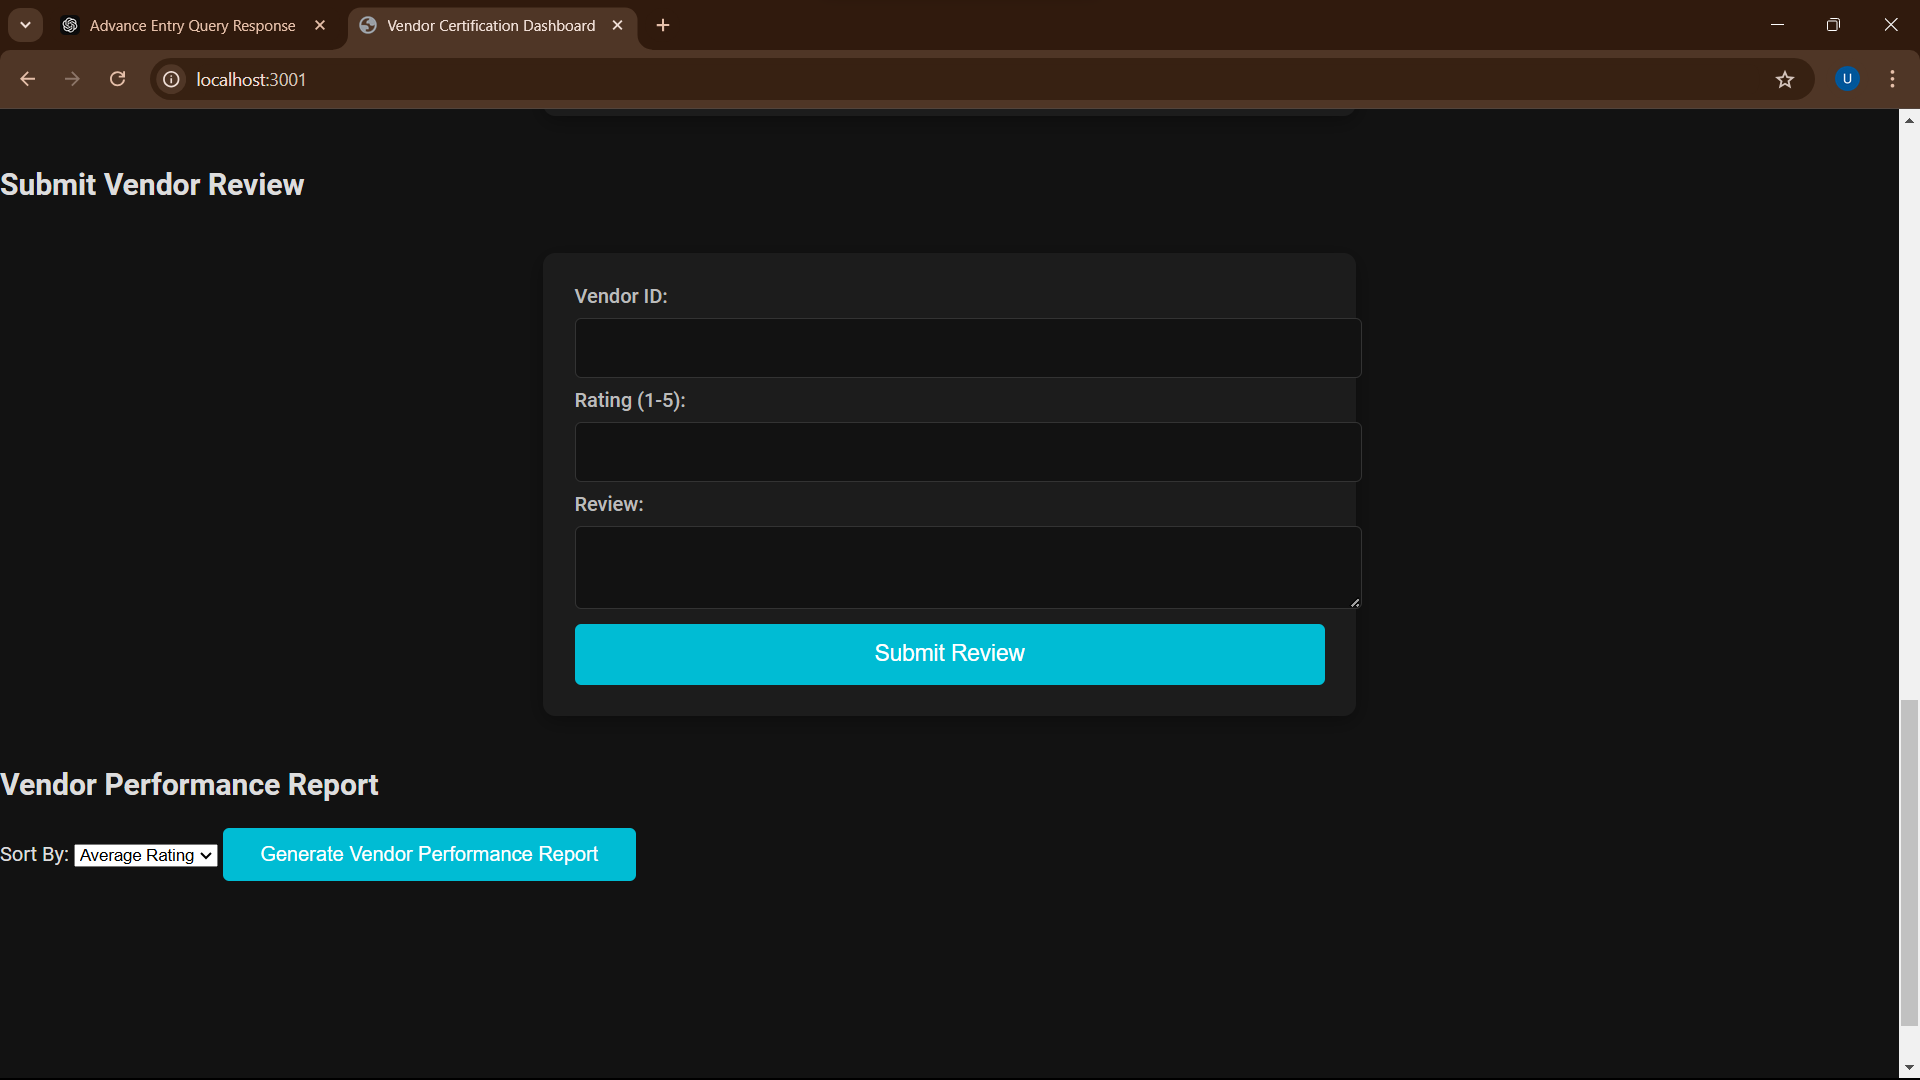 Advance Entry Query Response
Vendor Certification Dashboard
localhost:3001
U
Submit Vendor Review
Vendor ID:
Rating (1-5):
Review:
Submit Review
Vendor Performance Report
Sort By: Average Rating Generate Vendor Performance Report